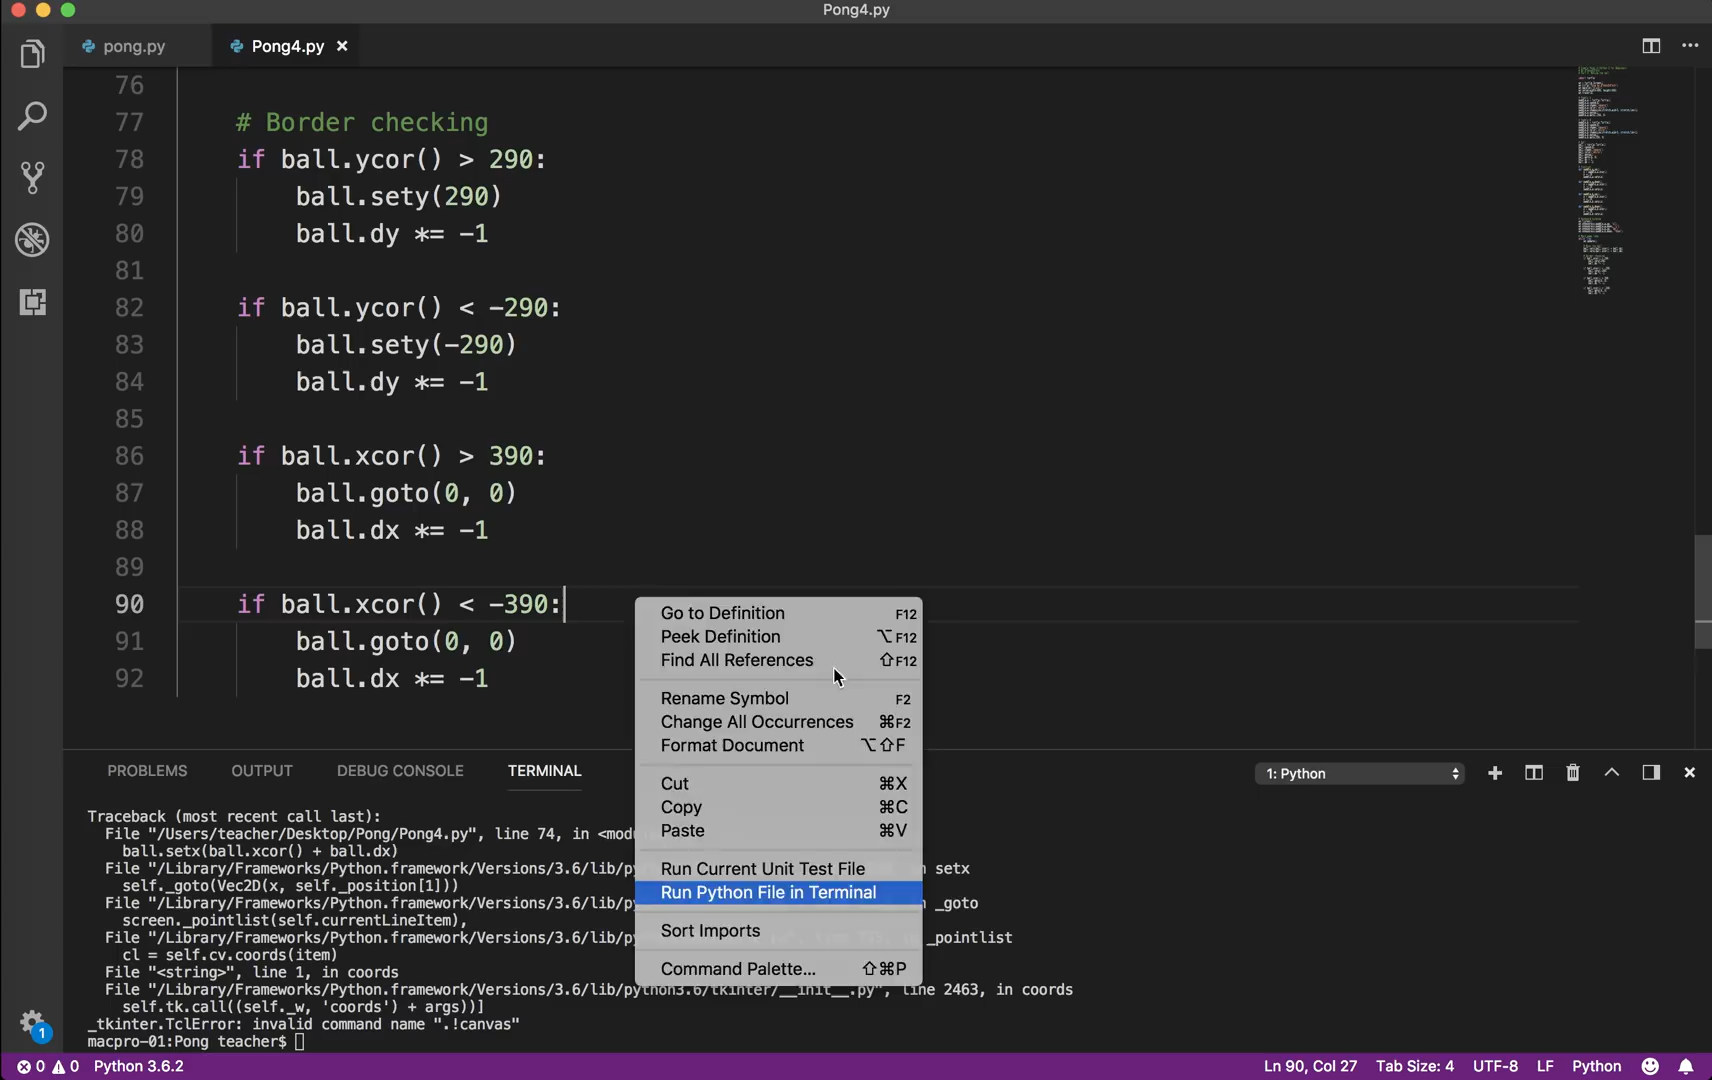 Pong4.py
pong.py
Pong4.py
76
77 # Border checking
78 if ball.ycor() > 290:
79 ball.sety(290)
80 ball.dy *= -1
81
82 if ball.ycor() < -290:
83 ball.sety(-290)
84 ball.dy *= -1
85
86 if ball.xcor() > 390:
87 ball.goto(0, 0)
88 ball.dx *= -1
89
90 if ball.xcor() < -390:
91 ball.goto(0, 0)
92 ball.dx *= -1
Go to Definition F12
Peek Definition ⌥F12
Find All References ⇧F12
Rename Symbol F2
Change All Occurrences ⌘F2
Format Document ⌥⇧F
Cut ⌘X
Copy ⌘C
Paste ⌘V
Run Current Unit Test File
Run Python File in Terminal
Sort Imports
Command Palette... ⇧⌘P
PROBLEMS OUTPUT DEBUG CONSOLE TERMINAL 1: Python
Traceback (most recent call last):
File "/Users/teacher/Desktop/Pong/Pong4.py", line 74, in
ball.setx(ball.xcor() + ball.dx)
File "/Library/Frameworks/Python.framework/Versions/3.6/lib/ setx
self._goto(Vec2D(x, self._position[1]))
File "/Library/Frameworks/Python.framework/Versions/3.6/lib/ _goto
screen._pointlist(self.currentLineItem),
File "/Library/Frameworks/Python.framework/Versions/3.6/lib/ _pointlist
cl = self.cv.coords(item)
File "<string>", line 1, in coords
File "/Library/Frameworks/Python.framework/Versions/3.6/lib/python3.6/tkinter/__init__.py", line 2463, in coords
self.tk.call((self._w, 'coords') + args))]
_tkinter.TclError: invalid command name ".!canvas"
macpro-01:Pong teacher$
1
0 0 Python 3.6.2 Ln 90, Col 27 Tab Size: 4 UTF-8 LF Python